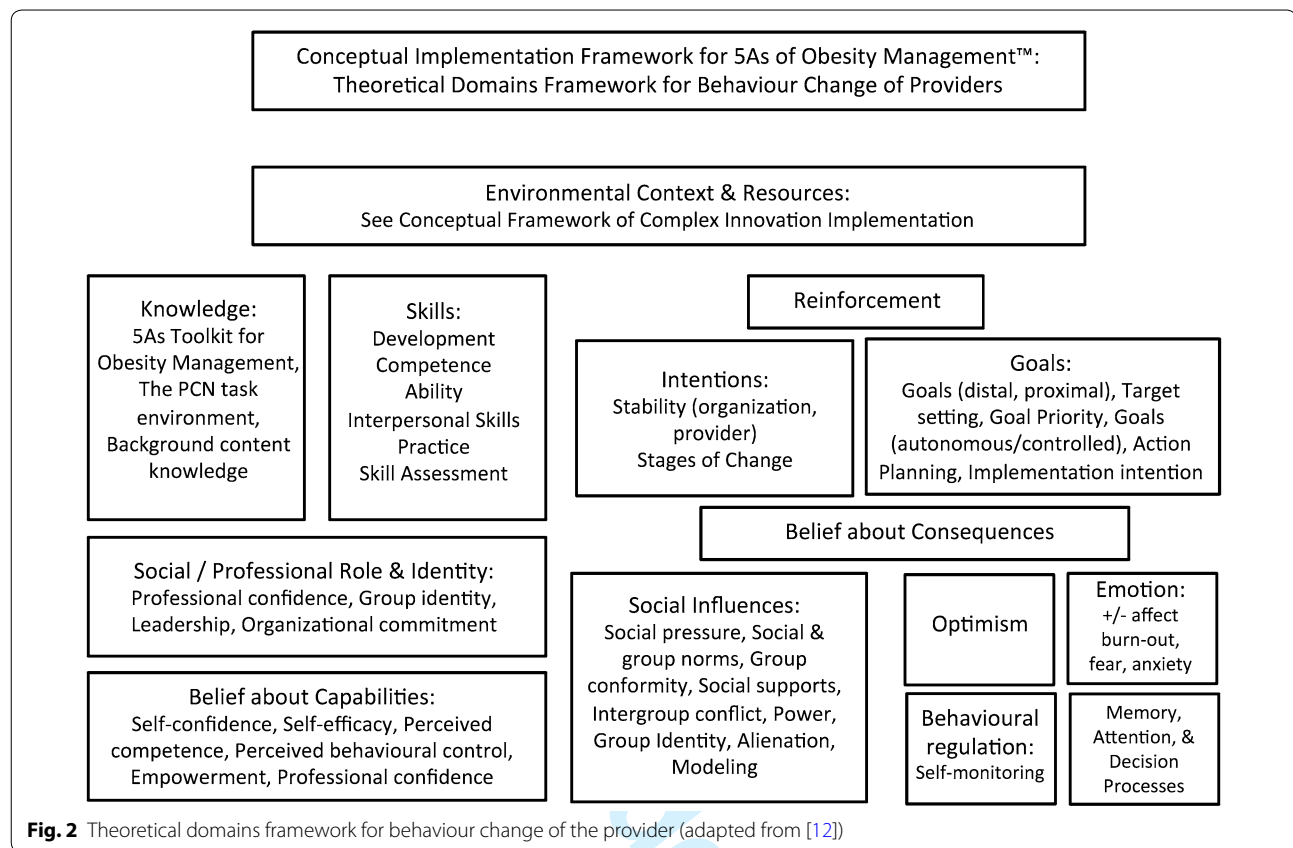 Conceptual Implementation Framework for 5As of Obesity Management™:
Theoretical Domains Framework for Behaviour Change of Providers
Environmental Context & Resources:
See Conceptual Framework of Complex Innovation Implementation
Knowledge:
5As Toolkit for
Obesity Management,
The PCN task
environment,
Background content
knowledge
Skills:
Development
Competence
Ability
Interpersonal Skills
Practice
Skill Assessment
Reinforcement
Intentions:
Stability (organization,
provider)
Stages of Change
Goals:
Goals (distal, proximal), Target
setting, Goal Priority, Goals
(autonomous/controlled), Action
Planning, Implementation intention
Social / Professional Role & Identity:
Professional confidence, Group identity,
Leadership, Organizational commitment
Belief about Capabilities:
Self-confidence, Self-efficacy, Perceived
competence, Perceived behavioural control,
Empowerment, Professional confidence
Belief about Consequences
Social Influences:
Social pressure, Social &
group norms, Group
conformity, Social supports,
Intergroup conflict, Power,
Group Identity, Alienation,
Modeling
Optimism
Emotion:
+/- affect
burn-out,
fear, anxiety
Behavioural
regulation:
Self-monitoring
Memory,
Attention, &
Decision
Processes
Fig. 2 Theoretical domains framework for behaviour change of the provider (adapted from [12])